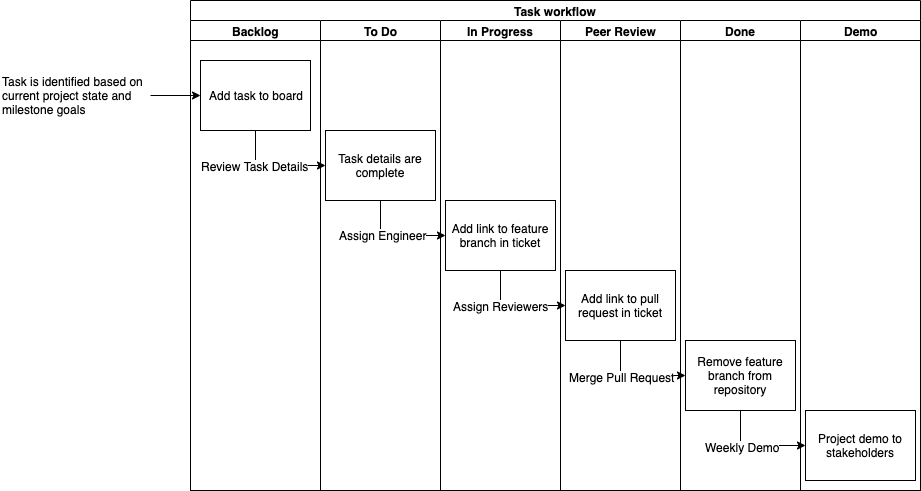 Task workflow
Backlog
To Do
In Progress
Peer Review
Done
Demo
Task is identified based on
current project state and
milestone goals
Add task to board
Review Task Details
Task details are
complete
Assign Engineer
Add link to feature
branch in ticket
Assign Reviewers
Add link to pull
request in ticket
Merge Pull Request
Remove feature
branch from
repository
Weekly Demo
Project demo to
stakeholders